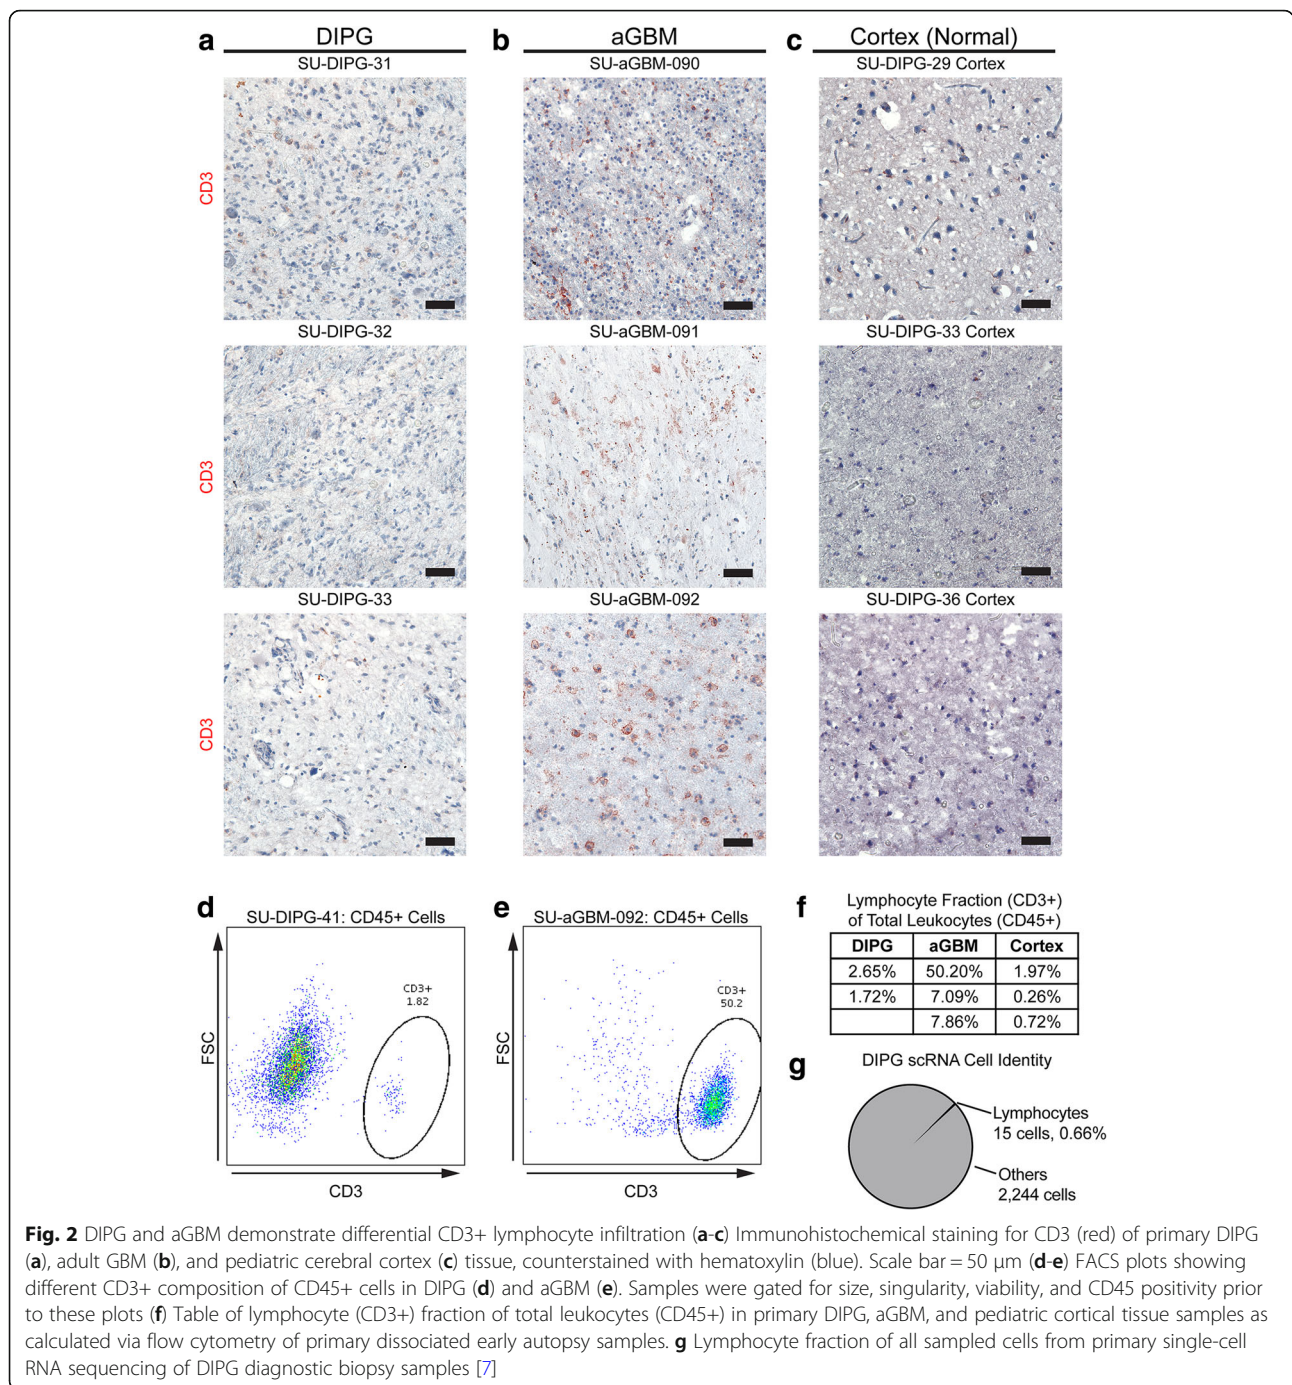 a DIPG
b aGBM
c Cortex (Normal)
SU-DIPG-31
SU-aGBM-090
SU-DIPG-29 Cortex
CD3
SU-DIPG-32
SU-aGBM-091
SU-DIPG-33 Cortex
CD3
SU-DIPG-33
SU-aGBM-092
SU-DIPG-36 Cortex
CD3
d
SU-DIPG-41: CD45+ Cells
CD3+
1.82
FSC
CD3
e
SU-aGBM-092: CD45+ Cells
CD3+
50.2
FSC
CD3
f
Lymphocyte Fraction (CD3+)
of Total Leukocytes (CD45+)
DIPG aGBM Cortex
2.65% 50.20% 1.97%
1.72% 7.09% 0.26%
7.86% 0.72%
g
DIPG scRNA Cell Identity
Lymphocytes
15 cells, 0.66%
Others
2,244 cells
Fig. 2 DIPG and aGBM demonstrate differential CD3+ lymphocyte infiltration (a-c) Immunohistochemical staining for CD3 (red) of primary DIPG
(a), adult GBM (b), and pediatric cerebral cortex (c) tissue, counterstained with hematoxylin (blue). Scale bar = 50 μm (d-e) FACS plots showing
different CD3+ composition of CD45+ cells in DIPG (d) and aGBM (e). Samples were gated for size, singularity, viability, and CD45 positivity prior
to these plots (f) Table of lymphocyte (CD3+) fraction of total leukocytes (CD45+) in primary DIPG, aGBM, and pediatric cortical tissue samples as
calculated via flow cytometry of primary dissociated early autopsy samples. g Lymphocyte fraction of all sampled cells from primary single-cell
RNA sequencing of DIPG diagnostic biopsy samples [7]